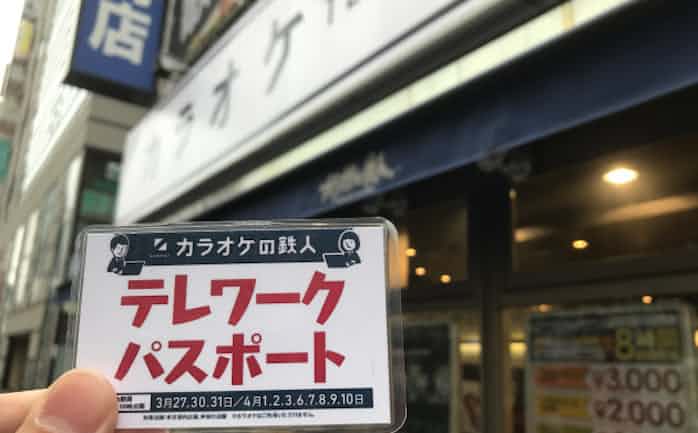 店
カラオケ
カラオケの鉄人
テレワーク
パスポート
3月27,30.31日/4月1.2.3.6.7.8.9.10日
¥3.000
¥2.000